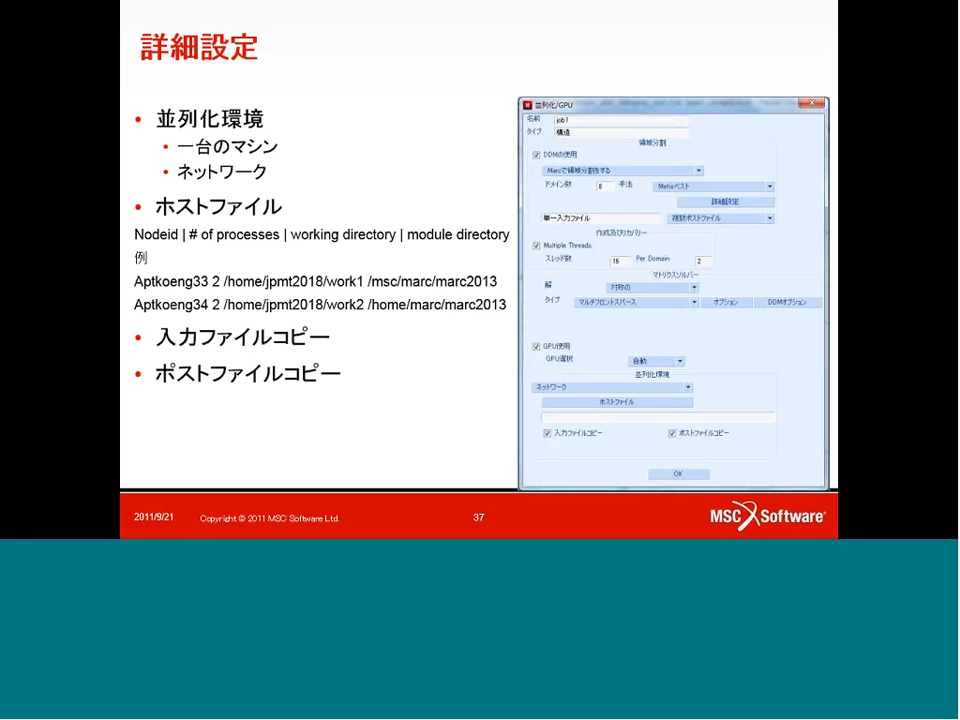 詳細設定
• 並列化環境
• 一台のマシン
• ネットワーク
• ホストファイル
Nodeid | # of processes | working directory | module directory
例
Aptkoeng33 2 /home/jpmt2018/work1 /msc/marc/marc2013
Aptkoeng34 2 /home/jpmt2018/work2 /home/marc/marc2013
• 入力ファイルコピー
• ポストファイルコピー
並列化/GPU
名前 job1
タイプ 構造
領域分割
DDMの使用
Marcで領域分割をする
ドメイン数 8 手法 Metisベスト
詳細設定
単一入力ファイル 複数ポストファイル
作成及びリカバリー
Multiple Threads
スレッド数 16 Per Domain 2
マトリクスソルバー
解 対称の
タイプ マルチフロントスパース オプション DDMオプション
GPU使用
GPU選択 自動
並列化環境
ネットワーク
ホストファイル
入力ファイルコピー ポストファイルコピー
OK
2011/9/21 Copyright © 2011 MSC Software Ltd. 37 MSC Software